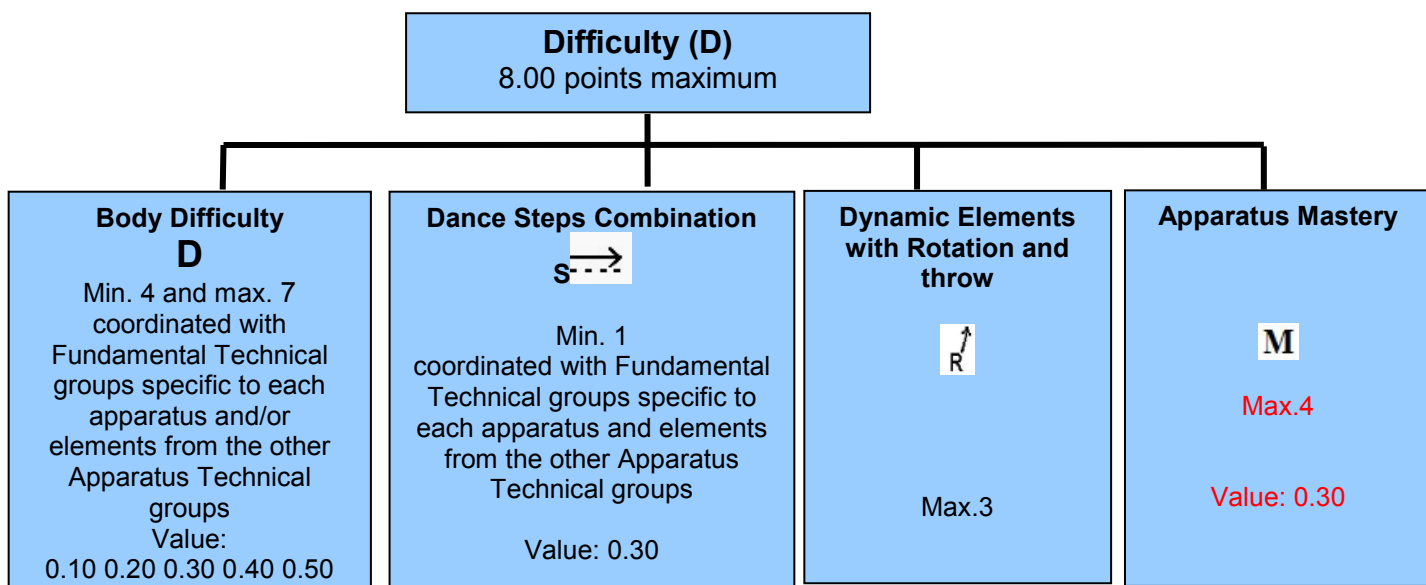 Difficulty (D)
8.00 points maximum
Body Difficulty
D
Min. 4 and max. 7
coordinated with
Fundamental Technical
groups specific to each
apparatus and/or
elements from the other
Apparatus Technical
groups
Value:
0.10 0.20 0.30 0.40 0.50
Dance Steps Combination
S
Min. 1
coordinated with Fundamental
Technical groups specific to
each apparatus and elements
from the other Apparatus
Technical groups
Value: 0.30
Dynamic Elements
with Rotation and
throw
R
Max.3
Apparatus Mastery
M
Max.4
Value: 0.30